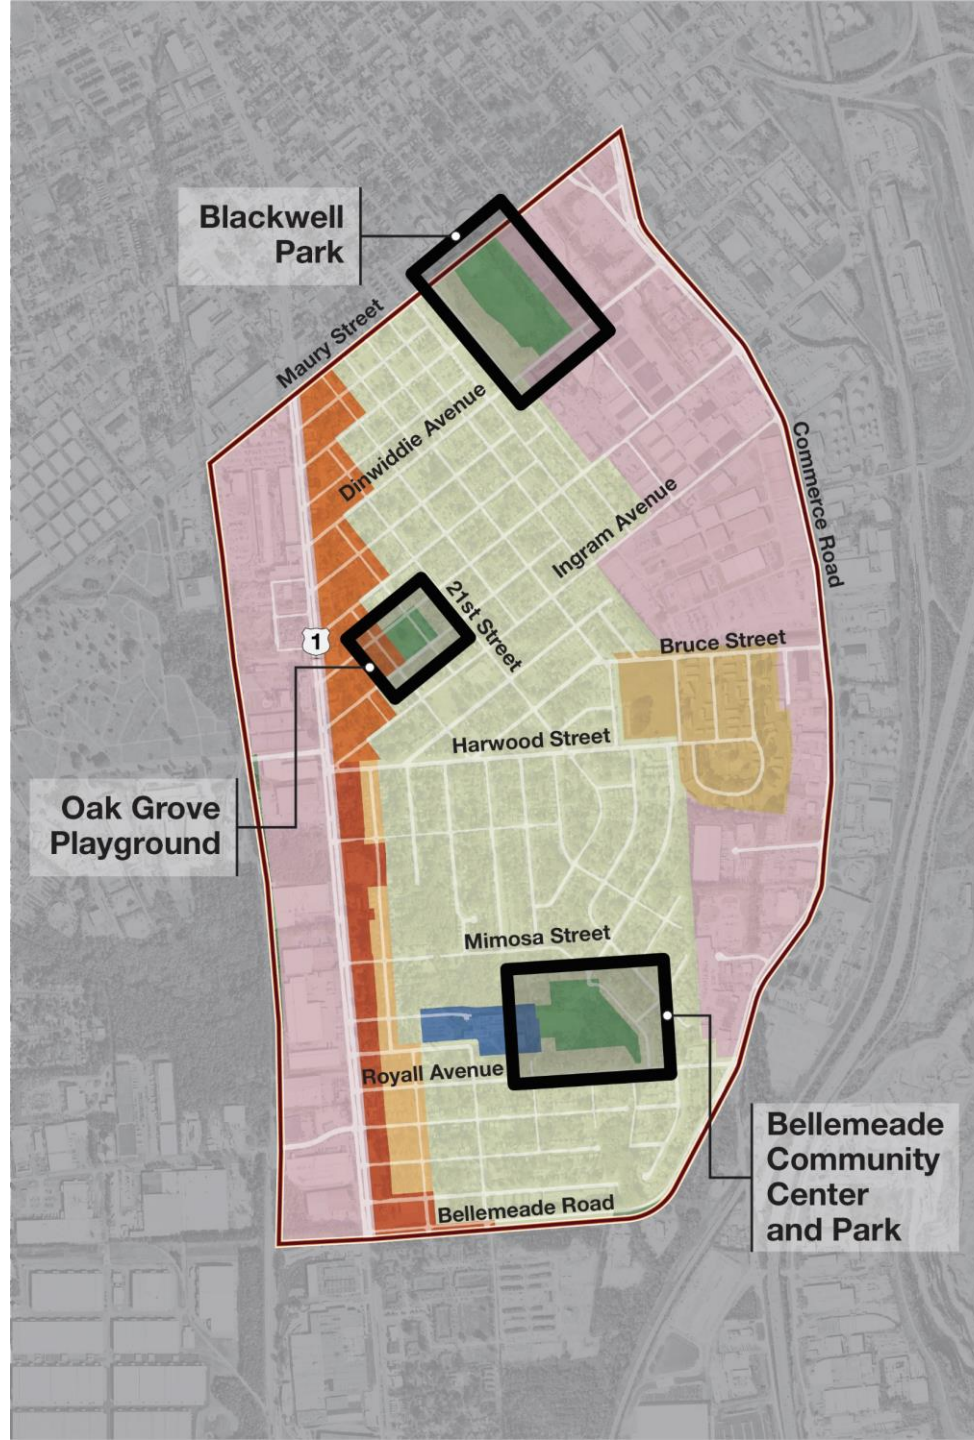 Blackwell
Park
Maury Street
Dinwiddie Avenue
Commerce Road
Ingram Avenue
21st Street
1
Bruce Street
Harwood Street
Oak Grove
Playground
Mimosa Street
Royall Avenue
Bellemeade
Community
Center
and Park
Bellemeade Road